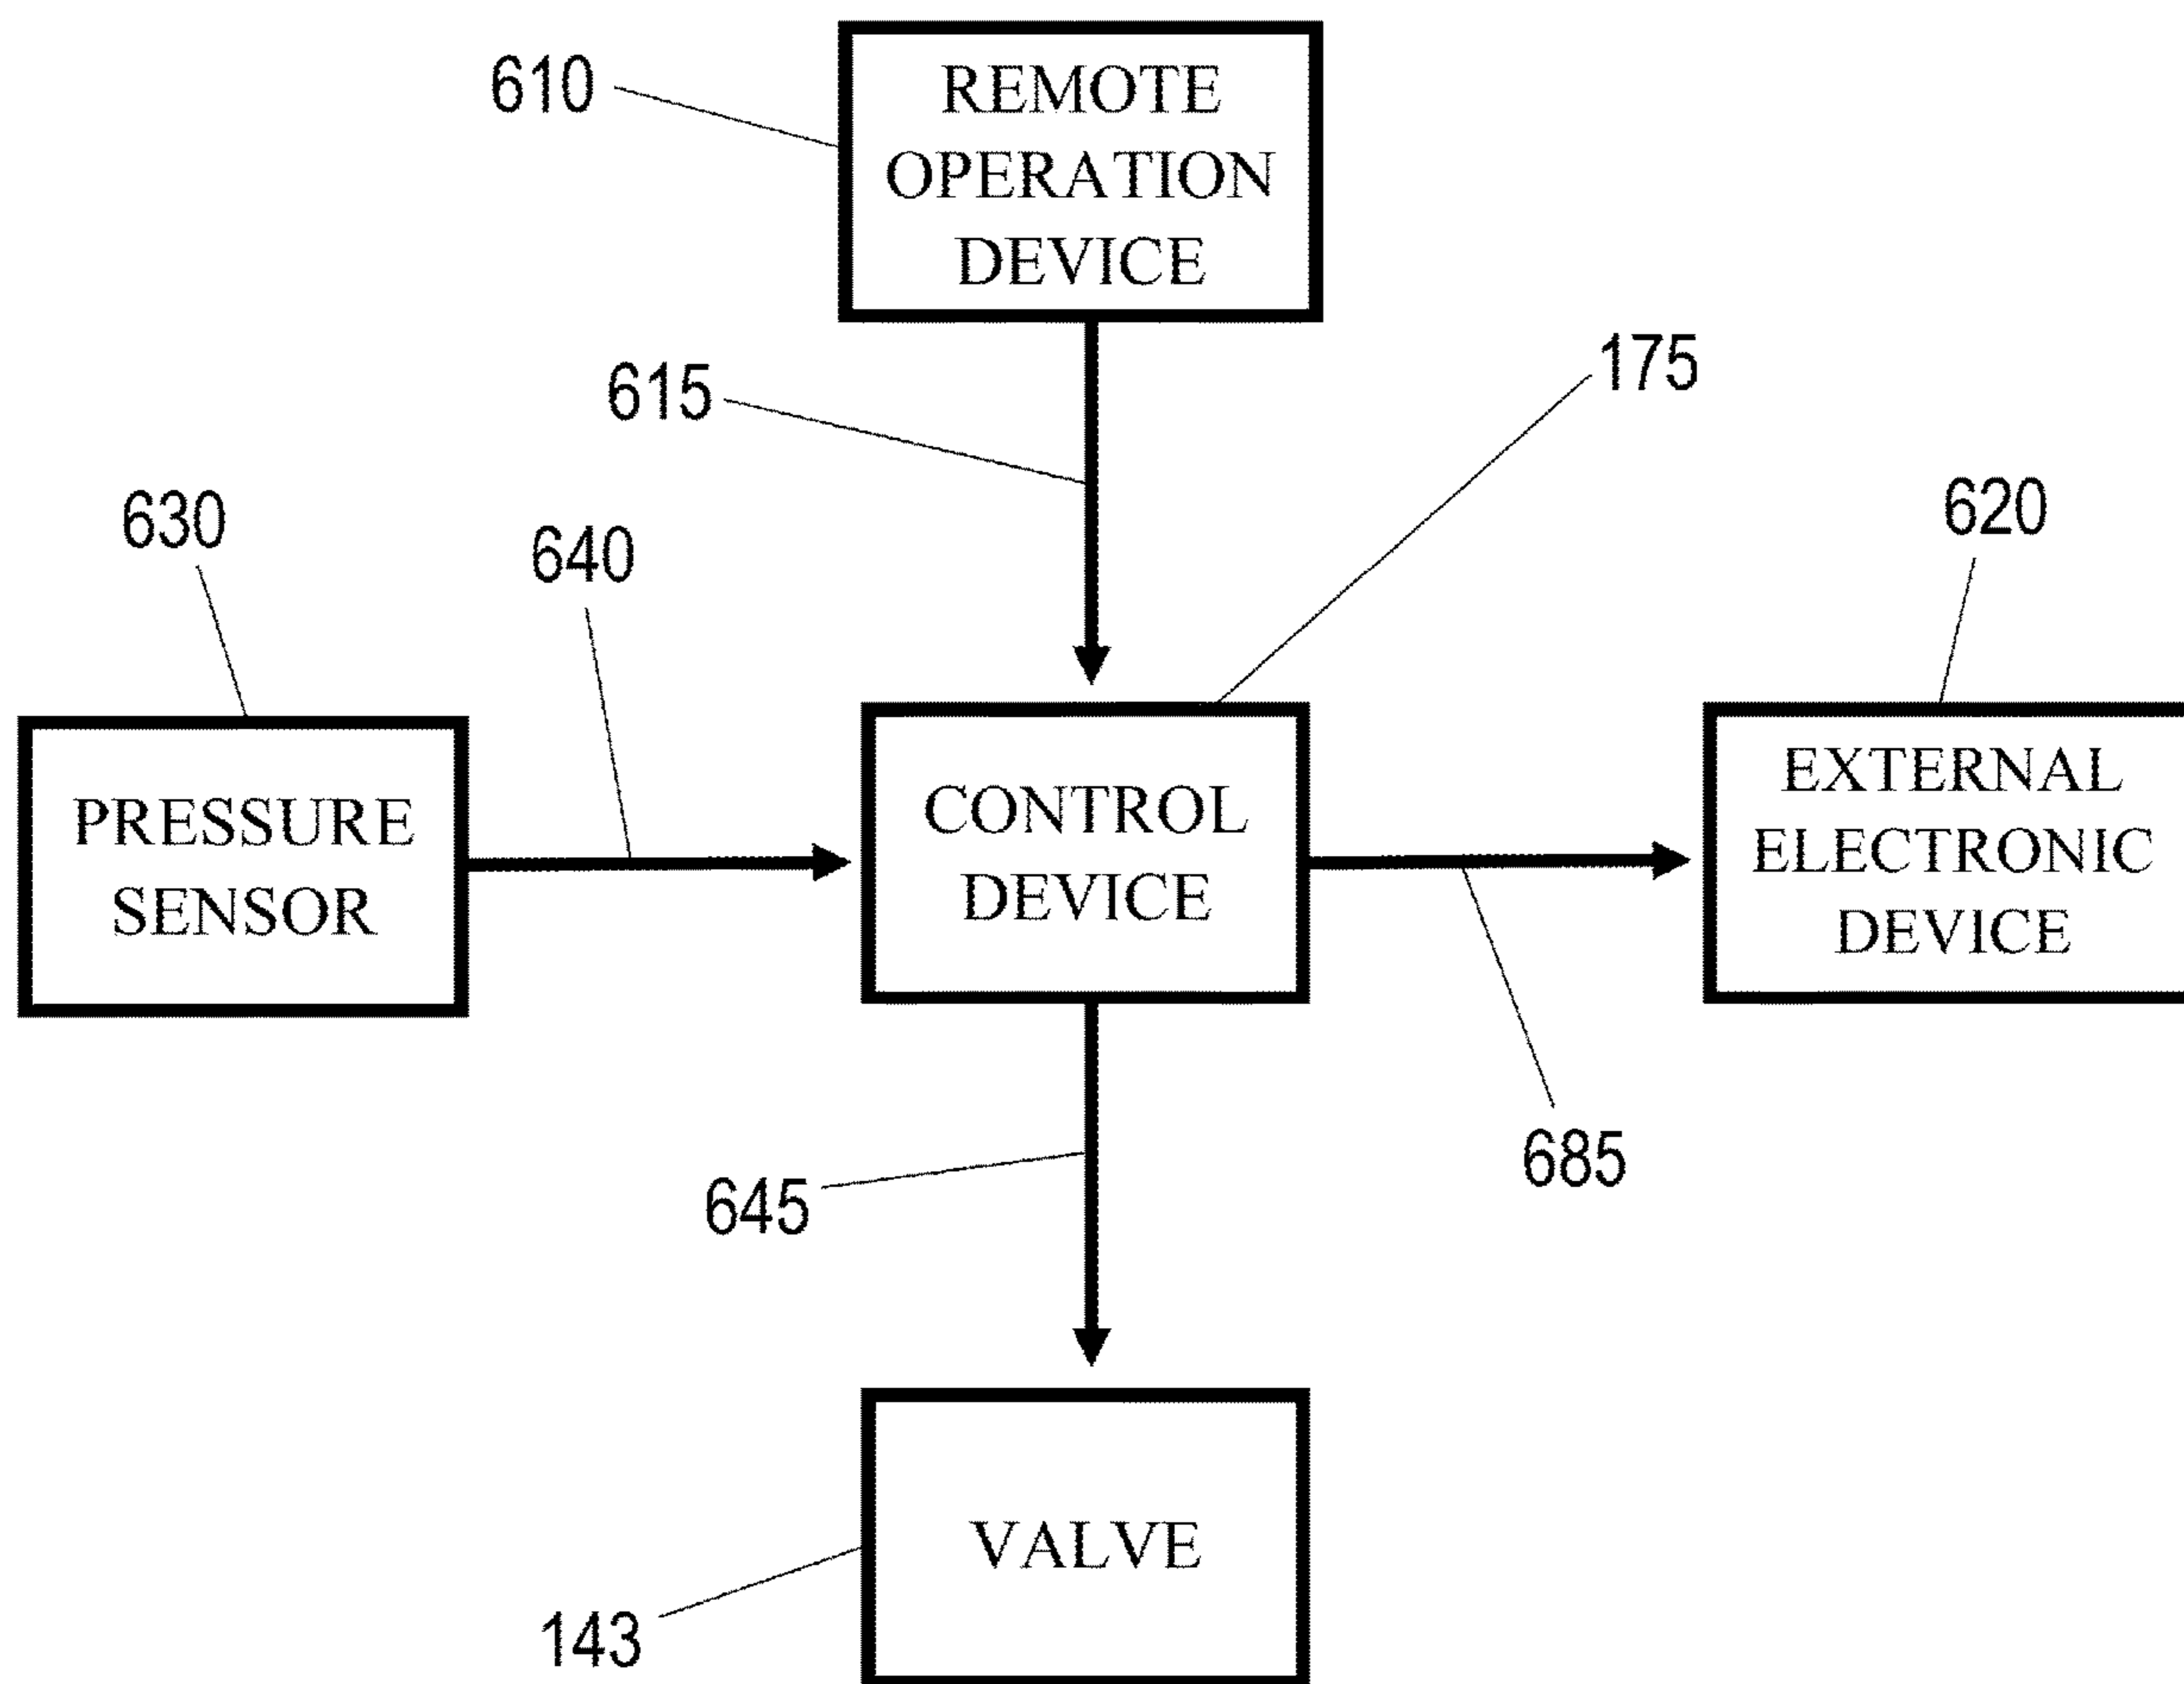 610
REMOTE
OPERATION
DEVICE
615
175
630
640
620
PRESSURE
SENSOR
CONTROL
DEVICE
EXTERNAL
ELECTRONIC
DEVICE
645
685
VALVE
143